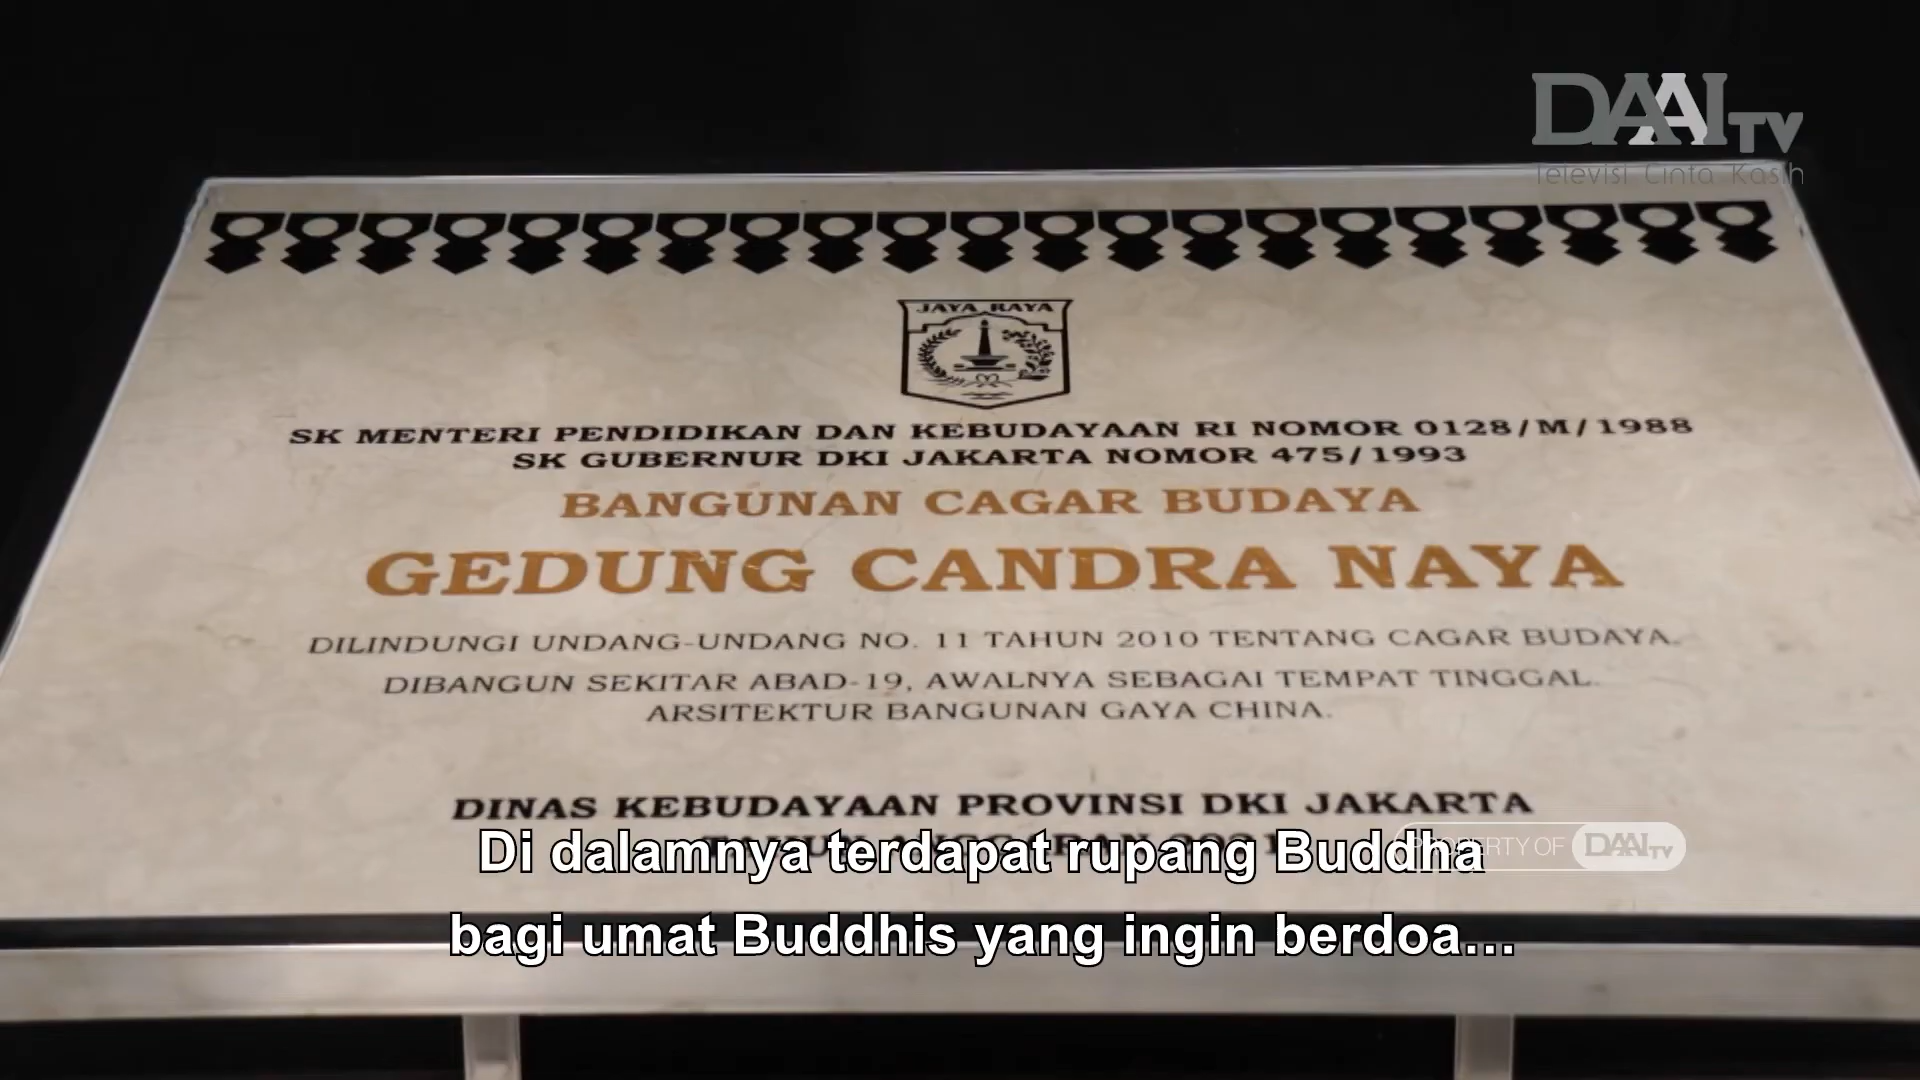 DAAI TV
Televisi Cinta Kasih
JAYA RAYA
SK MENTERI PENDIDIKAN DAN KEBUDAYAAN RI NOMOR 0128/M/1988
SK GUBERNUR DKI JAKARTA NOMOR 475/1993
BANGUNAN CAGAR BUDAYA
GEDUNG CANDRA NAYA
DILINDUNGI UNDANG-UNDANG NO. 11 TAHUN 2010 TENTANG CAGAR BUDAYA.
DIBANGUN SEKITAR ABAD-19, AWALNYA SEBAGAI TEMPAT TINGGAL.
ARSITEKTUR BANGUNAN GAYA CHINA.
DINAS KEBUDAYAAN PROVINSI DKI JAKARTA
PROPERTY OF DAAI TV
Di dalamnya terdapat rupang Buddha
bagi umat Buddhis yang ingin berdoa...